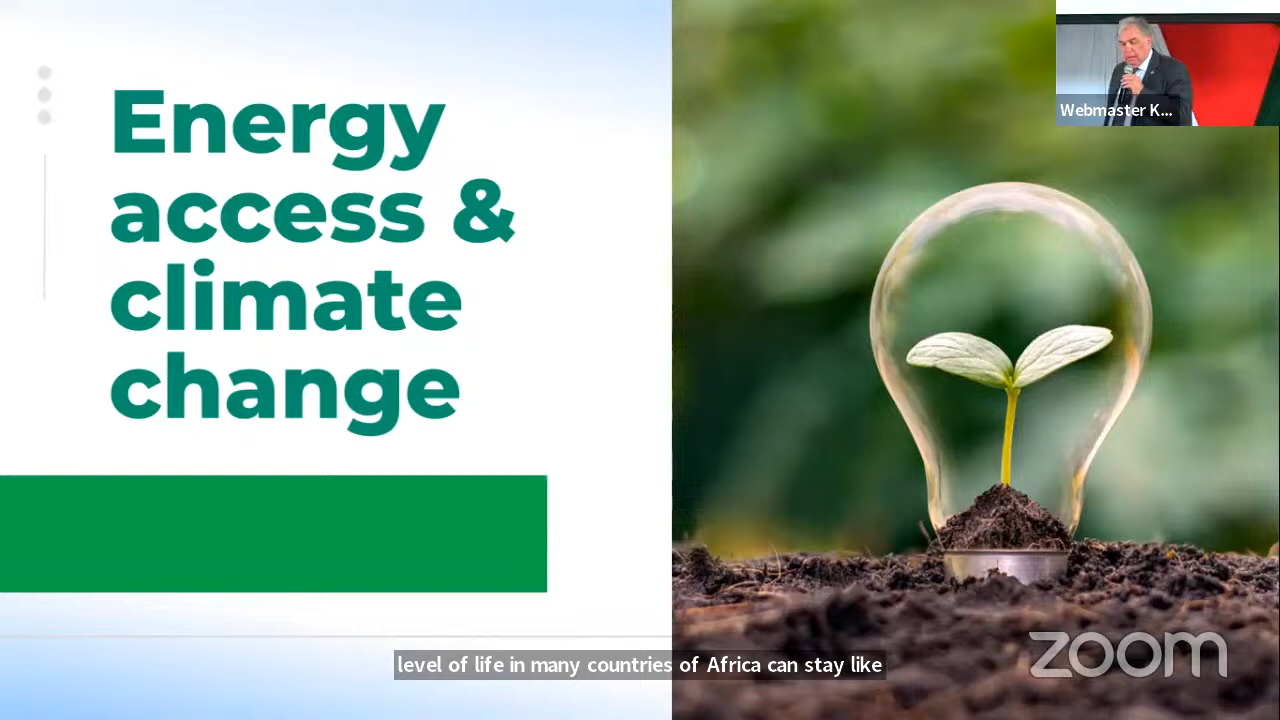 Energy
access &
climate
change
Webmaster K...
level of life in many countries of Africa can stay like
zoom